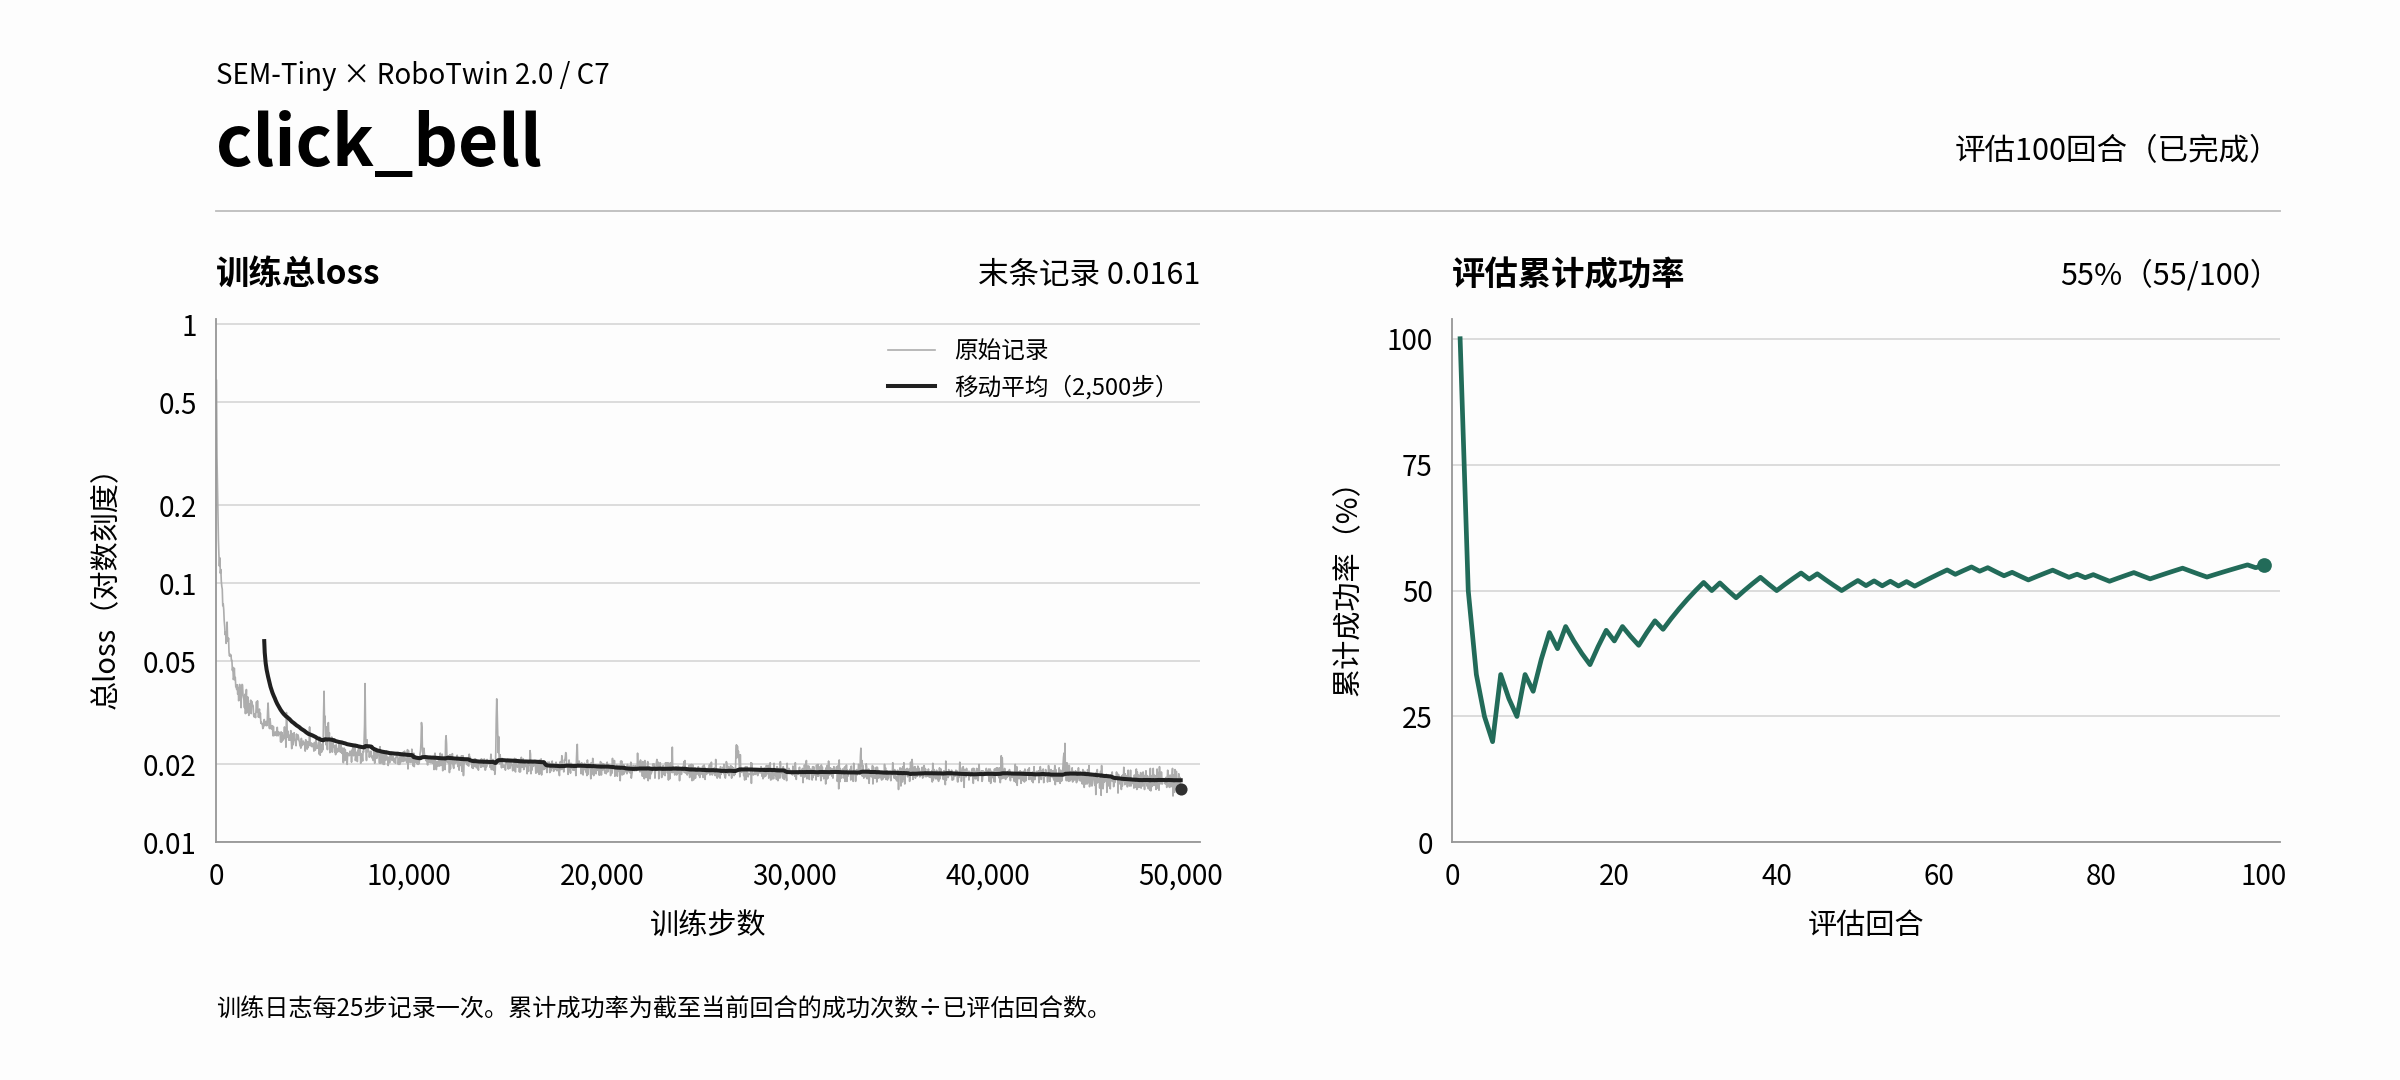 SEM-Tiny × RoboTwin 2.0 / C7
click_bell
评估100回合（已完成）
训练总loss
末条记录 0.0161
总loss（对数刻度）
1
0.5
0.2
0.1
0.05
0.02
0.01
原始记录
移动平均（2,500步）
0 10,000 20,000 30,000 40,000 50,000
训练步数
评估累计成功率
55%（55/100）
累计成功率（%）
100
75
50
25
0
0 20 40 60 80 100
评估回合
训练日志每25步记录一次。累计成功率为截至当前回合的成功次数÷已评估回合数。